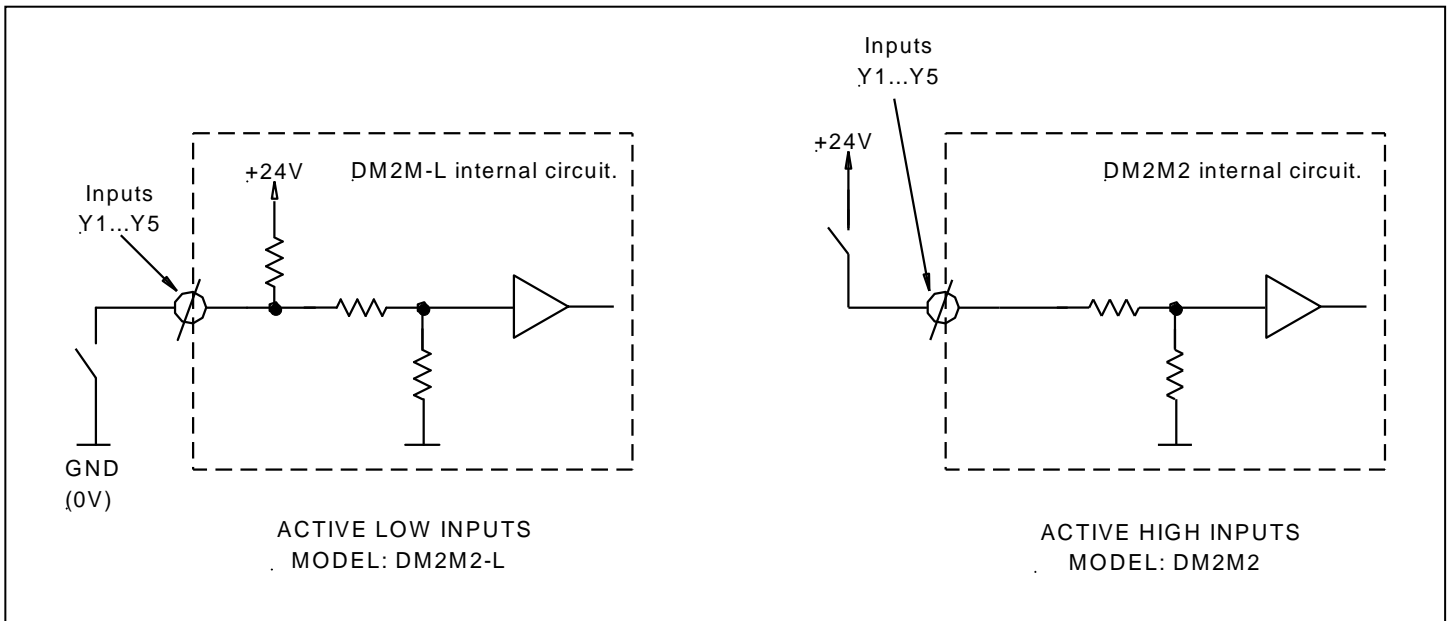 Inputs
Y1...Y5
+24V
DM2M-L internal circuit.
GND
(0V)
ACTIVE LOW INPUTS
MODEL: DM2M2-L
Inputs
Y1...Y5
+24V
DM2M2 internal circuit.
ACTIVE HIGH INPUTS
MODEL: DM2M2